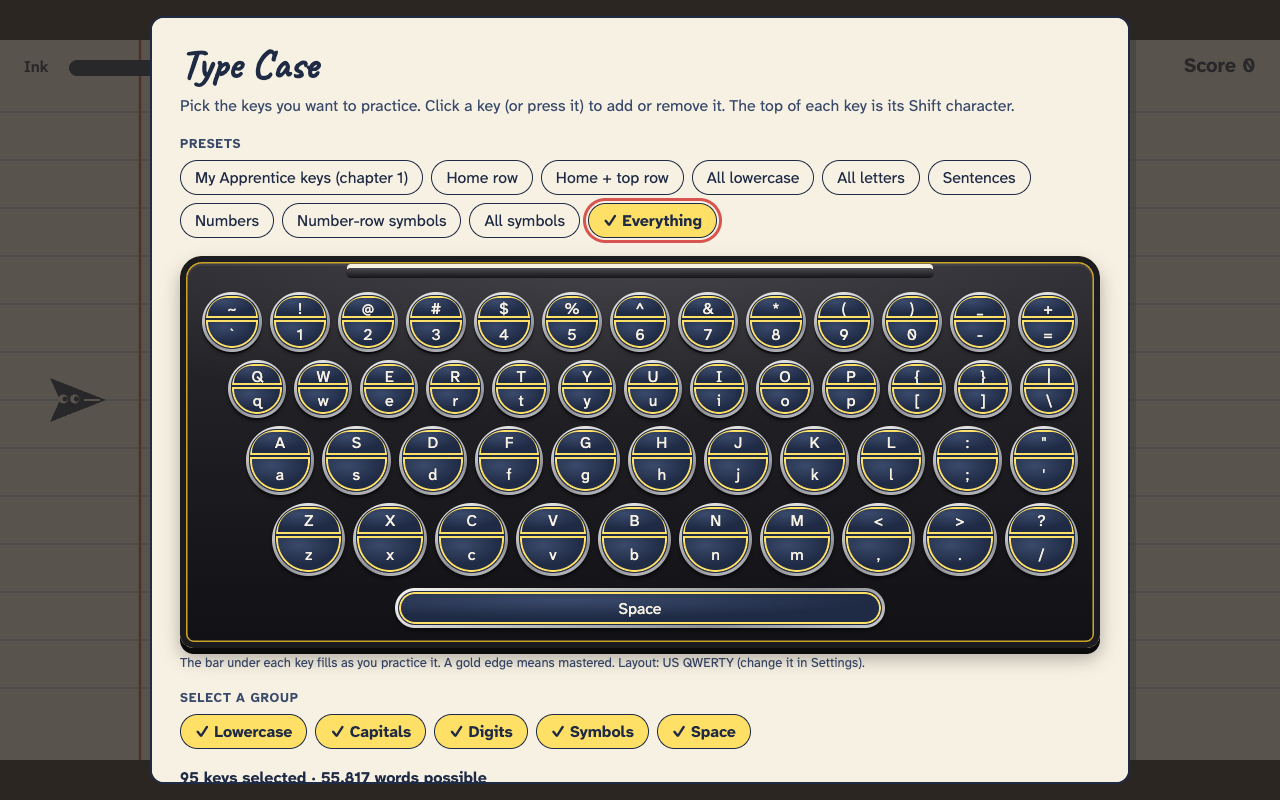 Type Case
Ink
Score 0
Pick the keys you want to practice. Click a key (or press it) to add or remove it. The top of each key is its Shift character.
PRESETS
My Apprentice keys (chapter 1) Home row Home + top row All lowercase All letters Sentences
Numbers Number-row symbols All symbols ✓ Everything
~ ! @ # $ % ^ & * ( ) _ +
` 1 2 3 4 5 6 7 8 9 0 - =
Q W E R T Y U I O P { } |
q w e r t y u i o p [ ] \
A S D F G H J K L : "
a s d f g h j k l ; '
Z X C V B N M < > ?
z x c v b n m , . /
Space
The bar under each key fills as you practice it. A gold edge means mastered. Layout: US QWERTY (change it in Settings).
SELECT A GROUP
✓ Lowercase ✓ Capitals ✓ Digits ✓ Symbols ✓ Space
95 keys selected · 55,817 words possible